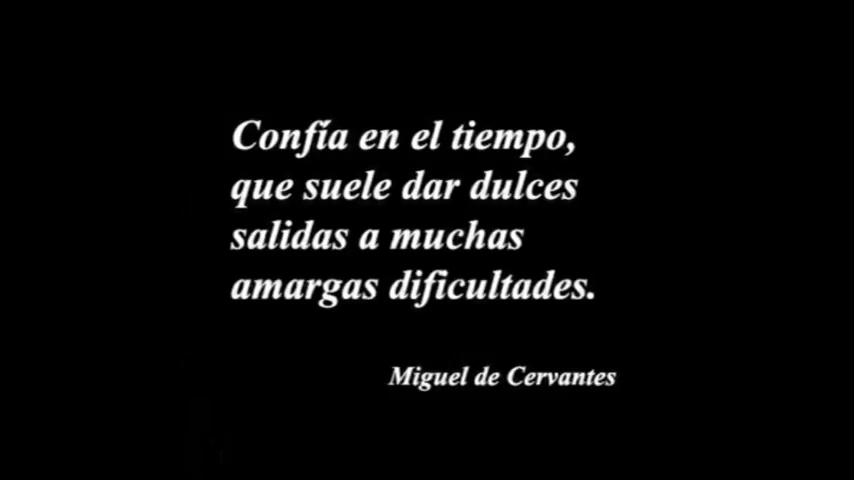 Confía en el tiempo,
que suele dar dulces
salidas a muchas
amargas dificultades.
Miguel de Cervantes